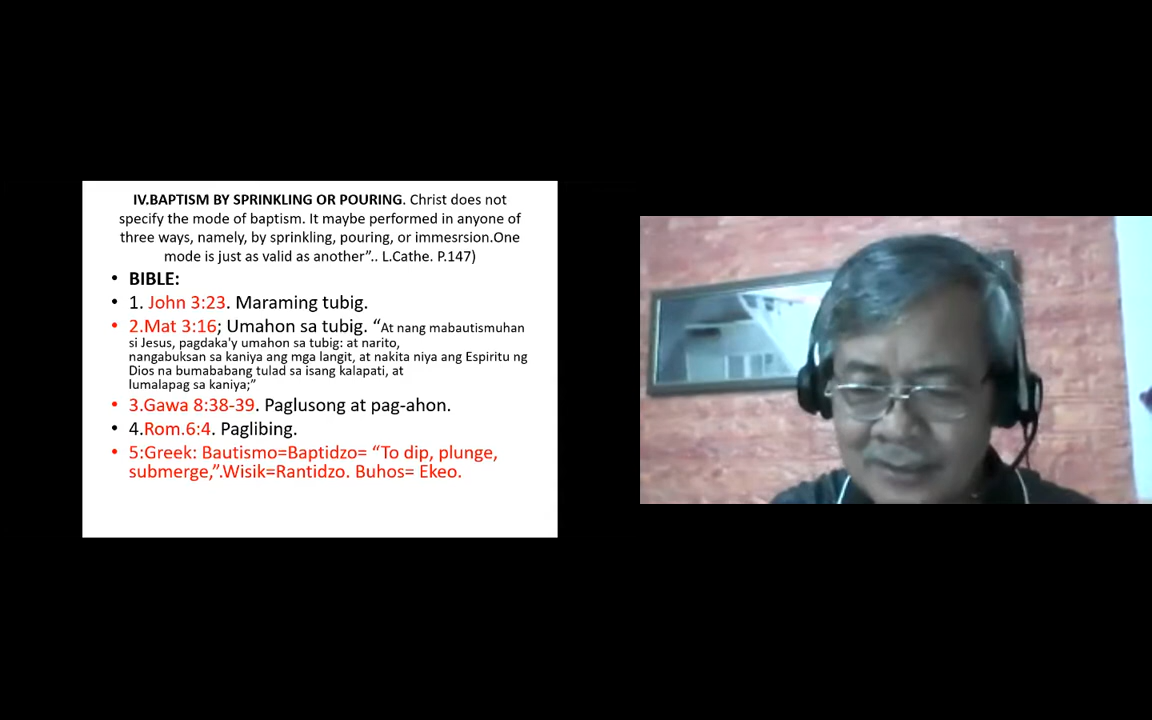 IV.BAPTISM BY SPRINKLING OR POURING. Christ does not
specify the mode of baptism. It maybe performed in anyone of
three ways, namely, by sprinkling, pouring, or immesrsion.One
mode is just as valid as another”.. L.Cathe. P.147)
• BIBLE:
• 1. John 3:23. Maraming tubig.
• 2.Mat 3:16; Umahon sa tubig. “At nang mabautismuhan
si Jesus, pagdaka'y umahon sa tubig: at narito,
nangabuksan sa kaniya ang mga langit, at nakita niya ang Espiritu ng
Dios na bumababang tulad sa isang kalapati, at
lumalapag sa kaniya;”
• 3.Gawa 8:38-39. Paglusong at pag-ahon.
• 4.Rom.6:4. Paglibing.
• 5:Greek: Bautismo=Baptidzo= “To dip, plunge,
submerge,”.Wisik=Rantidzo. Buhos= Ekeo.